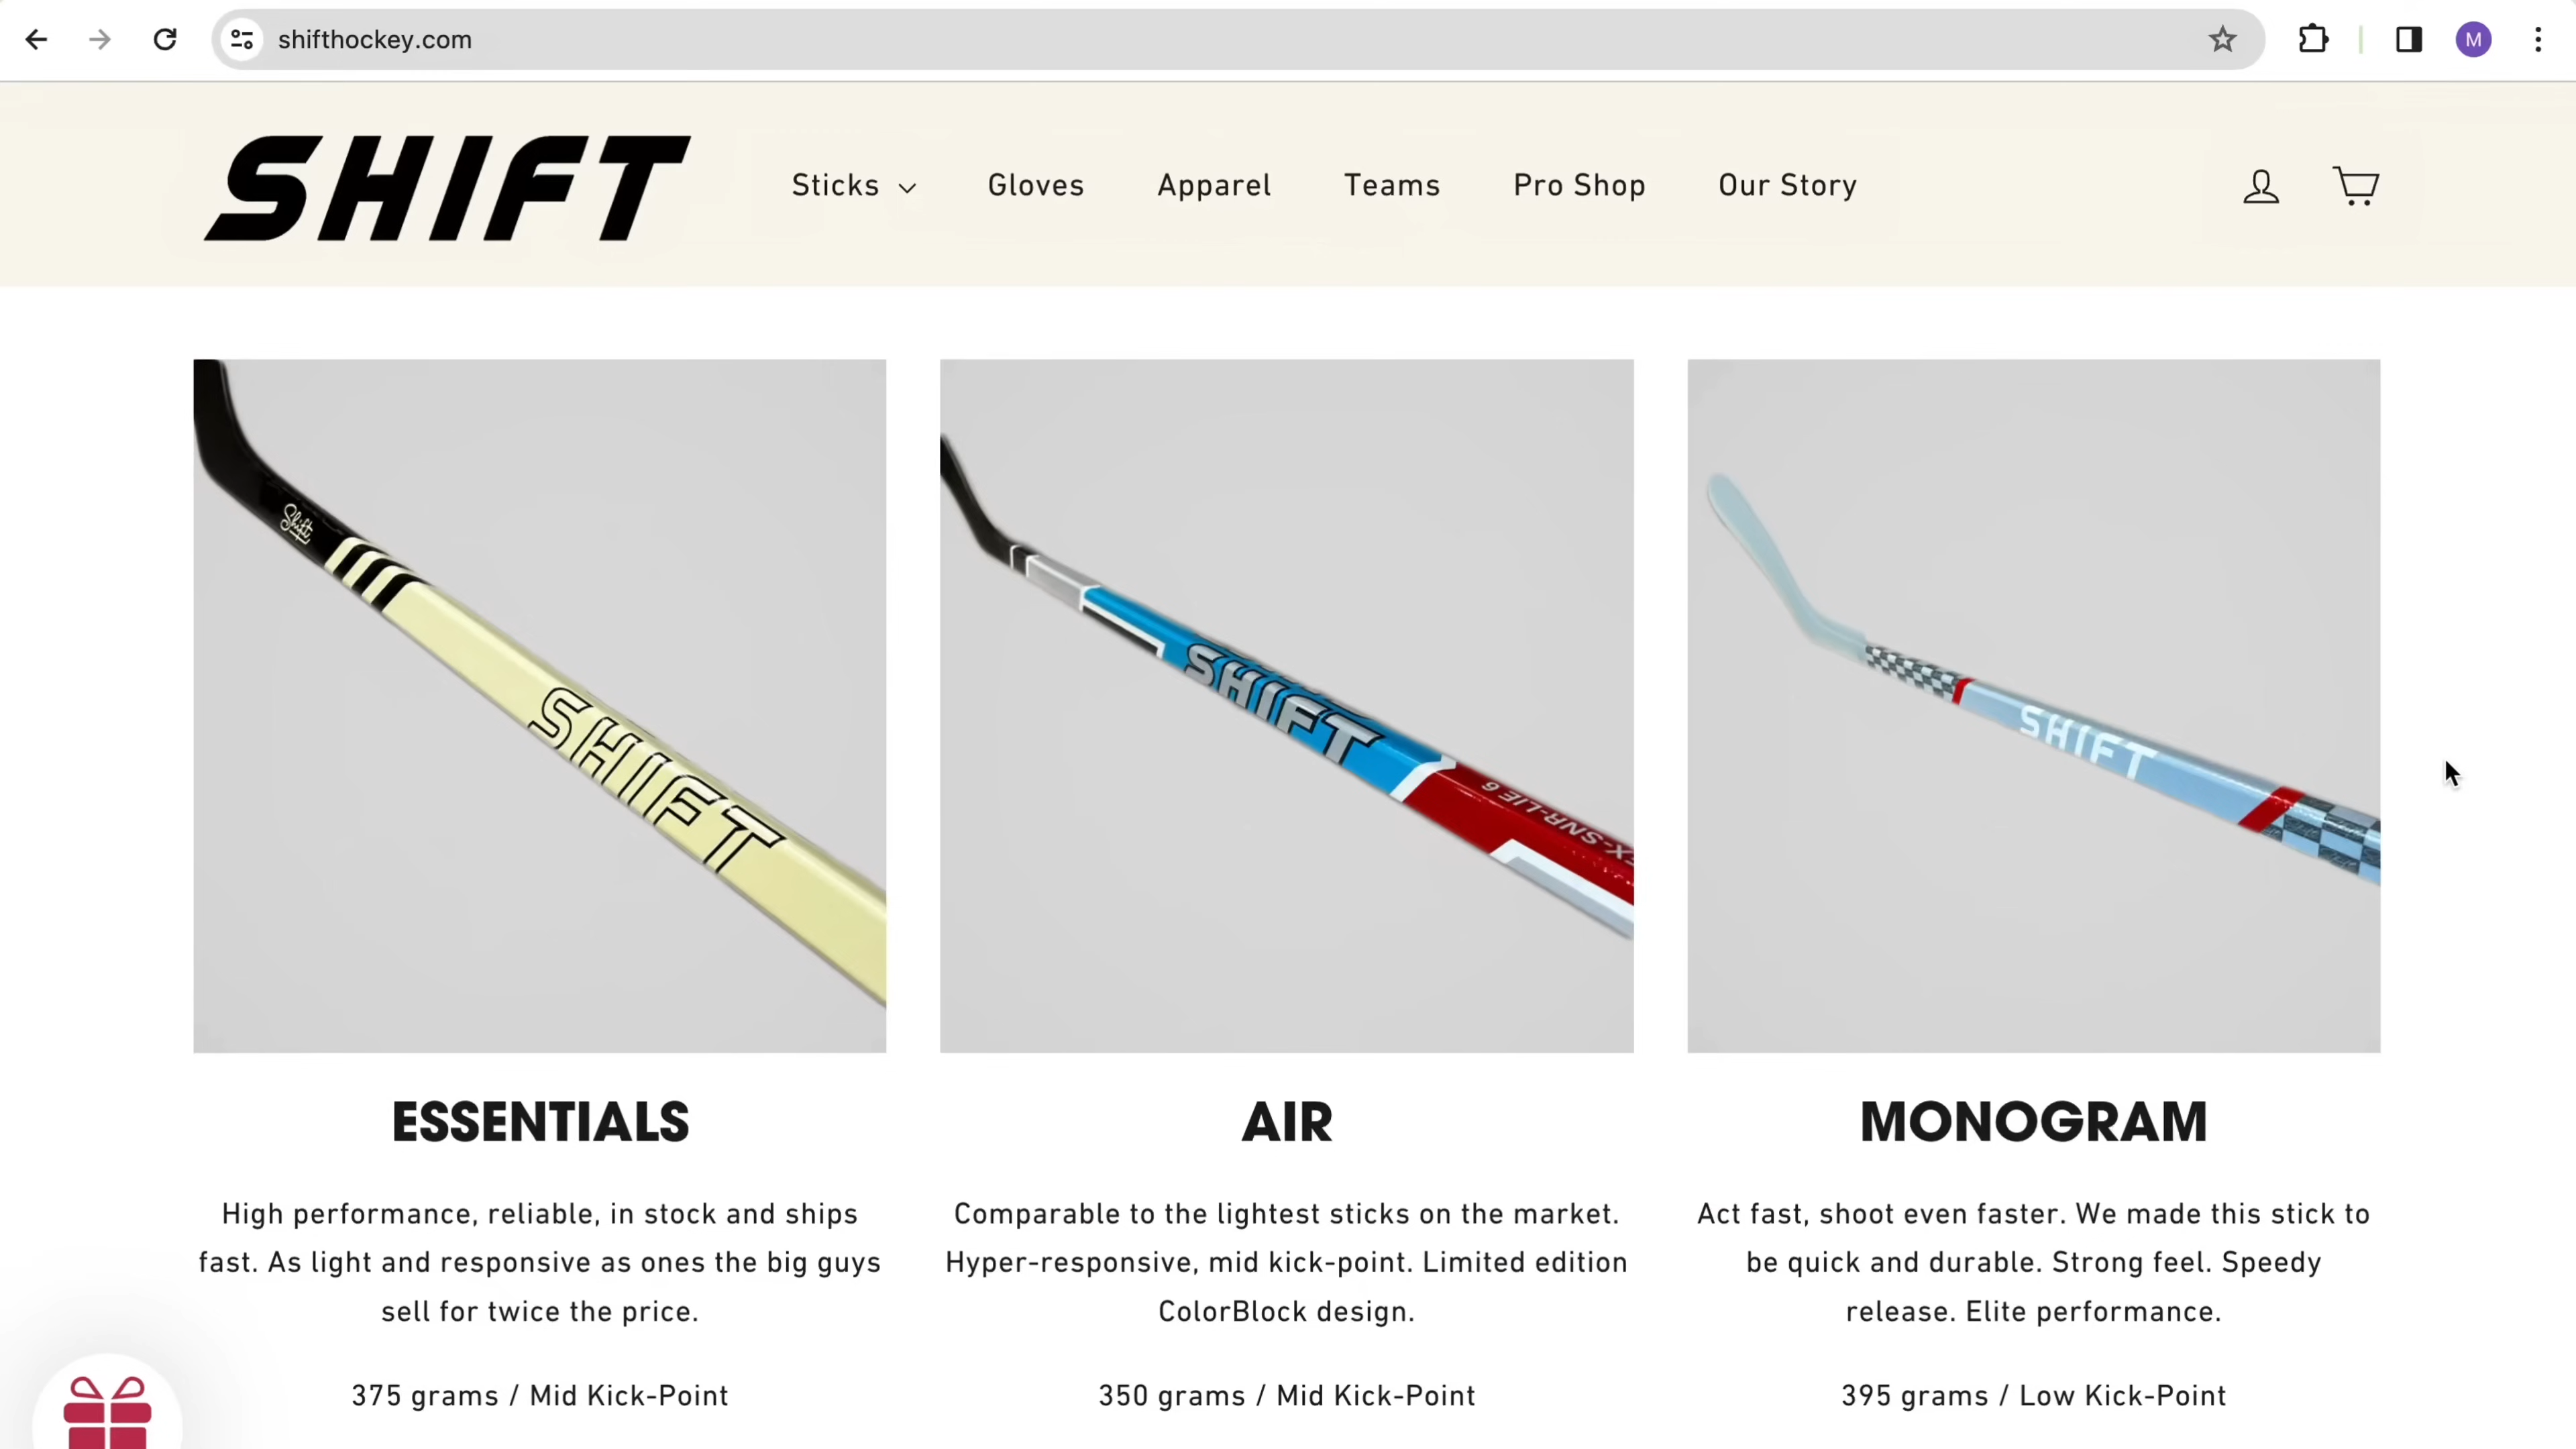 shifthockey.com
M
SHIFT
Sticks
Gloves
Apparel
Teams
Pro Shop
Our Story
Shift
SHIFT
SHIFT
SNR-LIE 6
SHIFT
ESSENTIALS
High performance, reliable, in stock and ships
fast. As light and responsive as ones the big guys
sell for twice the price.
375 grams / Mid Kick-Point
AIR
Comparable to the lightest sticks on the market.
Hyper-responsive, mid kick-point. Limited edition
ColorBlock design.
350 grams / Mid Kick-Point
MONOGRAM
Act fast, shoot even faster. We made this stick to
be quick and durable. Strong feel. Speedy
release. Elite performance.
395 grams / Low Kick-Point